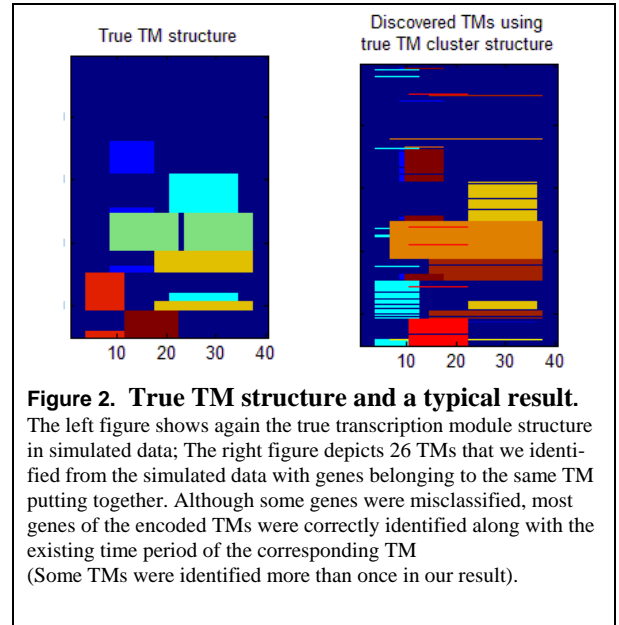 True TM structure
Discovered TMs using
true TM cluster structure
10 20 30 40
10 20 30 40
Figure 2. True TM structure and a typical result.
The left figure shows again the true transcription module structure
in simulated data; The right figure depicts 26 TMs that we identi-
fied from the simulated data with genes belonging to the same TM
putting together. Although some genes were misclassified, most
genes of the encoded TMs were correctly identified along with the
existing time period of the corresponding TM
(Some TMs were identified more than once in our result).